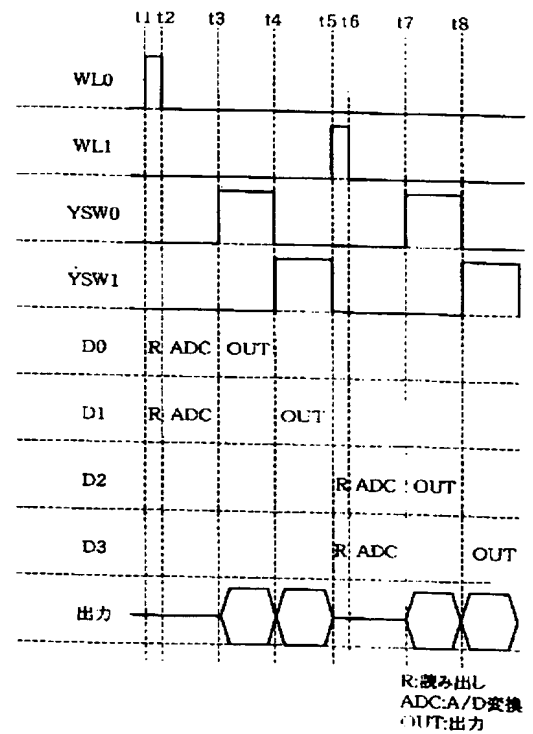 t1 t2 t3 t4 t5 t6 t7 t8
WL0
WL1
YSW0
YSW1
D0 R ADC OUT
D1 R ADC OUT
D2 R ADC OUT
D3 R ADC OUT
出力
R:読み出し
ADC:A/D変換
OUT:出力